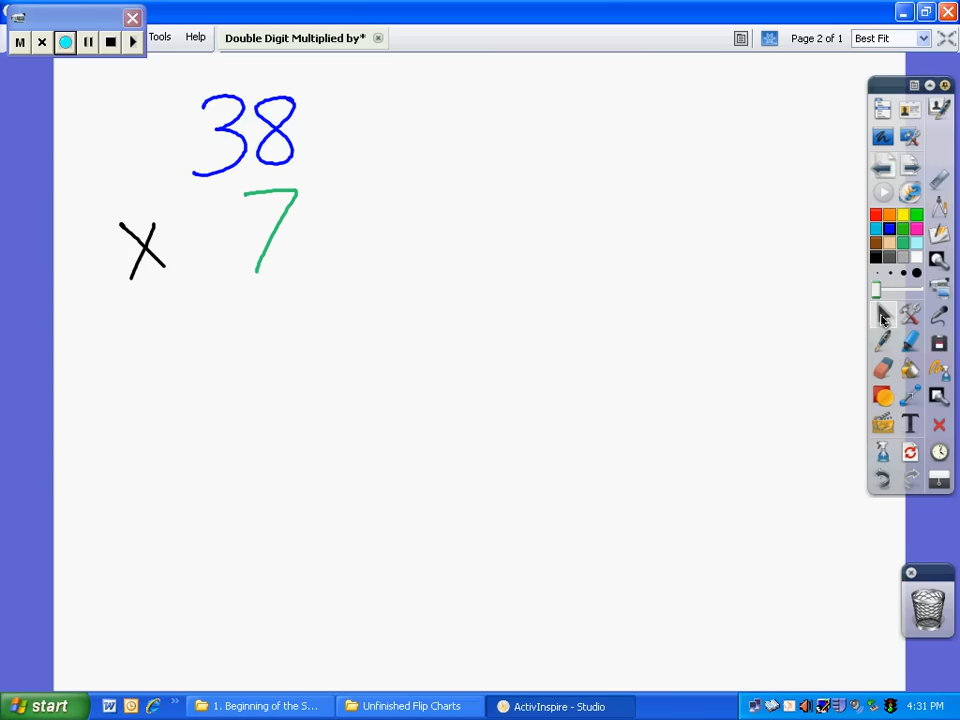 M
Tools Help Double Digit Multiplied by* Page 2 of 1 Best Fit
38
x 7
T
start W 1. Beginning of the S... Unfinished Flip Charts ActivInspire - Studio 4:31 PM